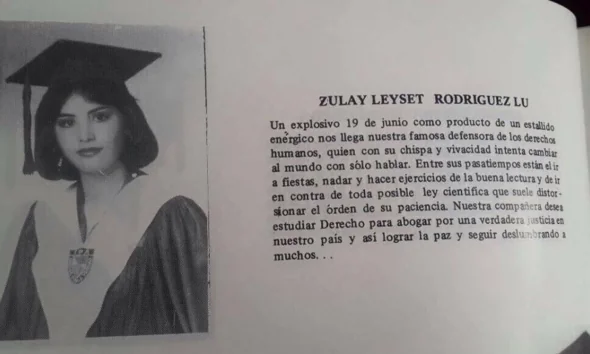 ZULAY LEYSET RODRIGUEZ LU
Un explosivo 19 de junio como producto de un estallido
enérgico nos llega nuestra famosa defensora de los derechos
humanos, quien con su chispa y vivacidad intenta cambiar
al mundo con sólo hablar. Entre sus pasatiempos están el ir
a fiestas, nadar y hacer ejercicios de la buena lectura y de ir
en contra de toda posible ley científica que suele distor-
sionar el órden de su paciencia. Nuestra compañera desea
estudiar Derecho para abogar por una verdadera justicia en
nuestro país y así lograr la paz y seguir deslumbrando a
muchos. . .